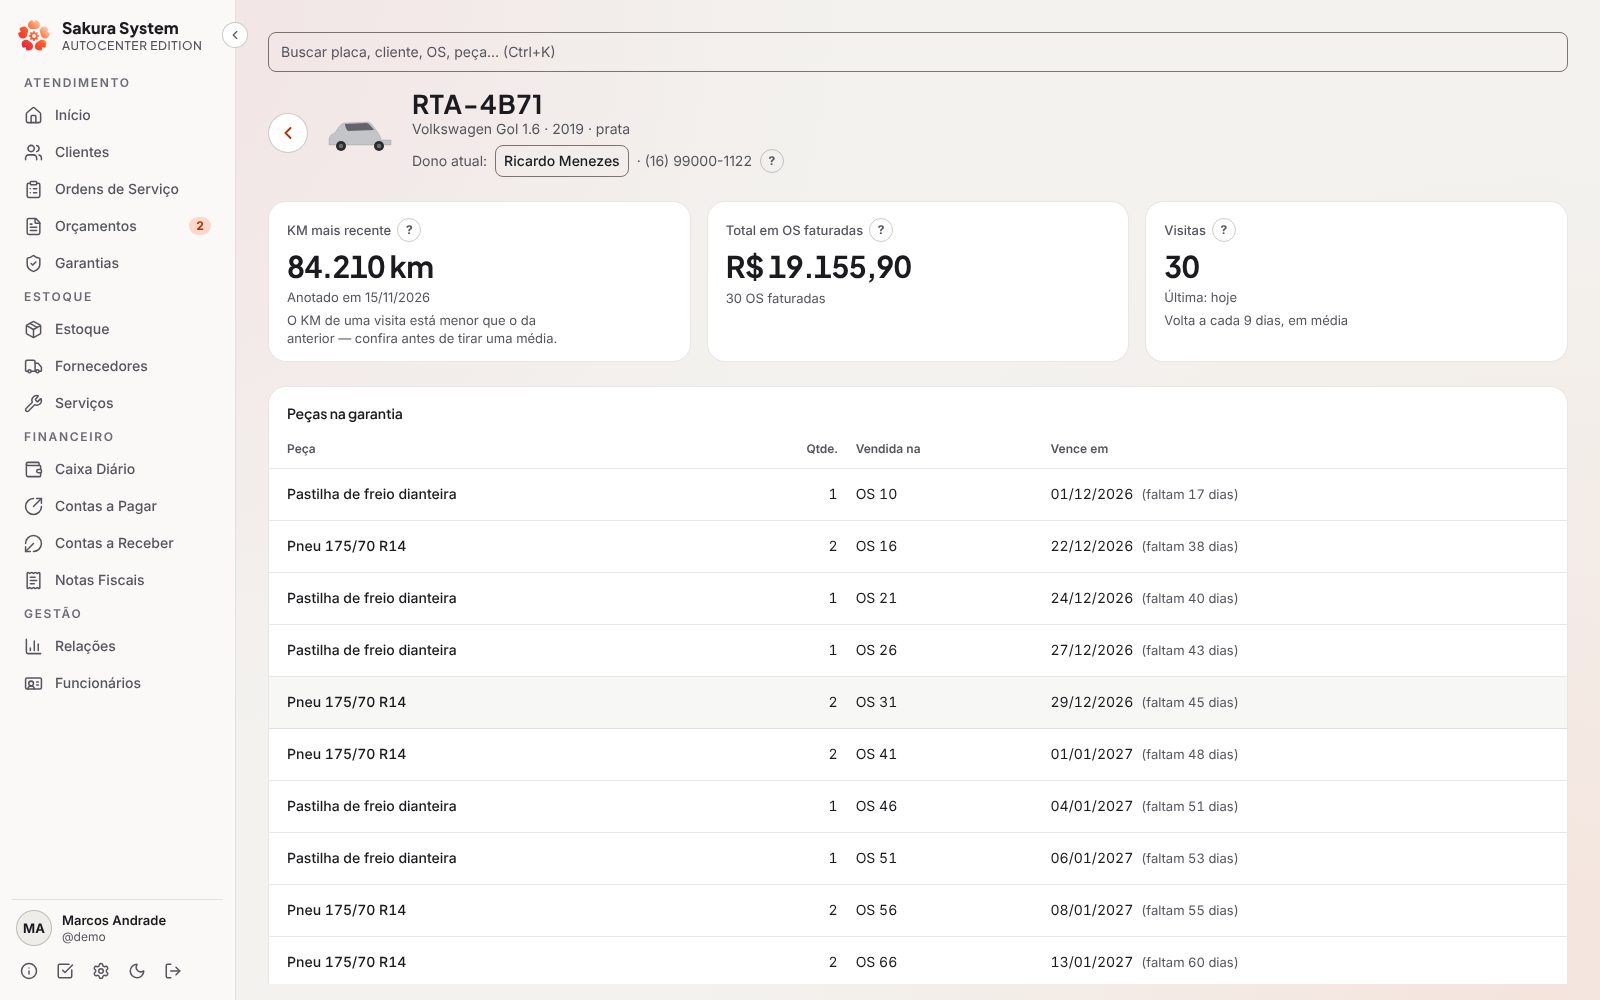 Sakura System
AUTOCENTER EDITION
ATENDIMENTO
Início
Clientes
Ordens de Serviço
Orçamentos 2
Garantias
ESTOQUE
Estoque
Fornecedores
Serviços
FINANCEIRO
Caixa Diário
Contas a Pagar
Contas a Receber
Notas Fiscais
GESTÃO
Relações
Funcionários
MA
Marcos Andrade
@demo
Buscar placa, cliente, OS, peça... (Ctrl+K)
RTA-4B71
Volkswagen Gol 1.6 · 2019 · prata
Dono atual: Ricardo Menezes · (16) 99000-1122 ?
KM mais recente ?
84.210 km
Anotado em 15/11/2026
O KM de uma visita está menor que o da
anterior — confira antes de tirar uma média.
Total em OS faturadas ?
R$ 19.155,90
30 OS faturadas
Visitas ?
30
Última: hoje
Volta a cada 9 dias, em média
Peças na garantia
Peça Qtde. Vendida na Vence em
Pastilha de freio dianteira 1 OS 10 01/12/2026 (faltam 17 dias)
Pneu 175/70 R14 2 OS 16 22/12/2026 (faltam 38 dias)
Pastilha de freio dianteira 1 OS 21 24/12/2026 (faltam 40 dias)
Pastilha de freio dianteira 1 OS 26 27/12/2026 (faltam 43 dias)
Pneu 175/70 R14 2 OS 31 29/12/2026 (faltam 45 dias)
Pneu 175/70 R14 2 OS 41 01/01/2027 (faltam 48 dias)
Pastilha de freio dianteira 1 OS 46 04/01/2027 (faltam 51 dias)
Pastilha de freio dianteira 1 OS 51 06/01/2027 (faltam 53 dias)
Pneu 175/70 R14 2 OS 56 08/01/2027 (faltam 55 dias)
Pneu 175/70 R14 2 OS 66 13/01/2027 (faltam 60 dias)